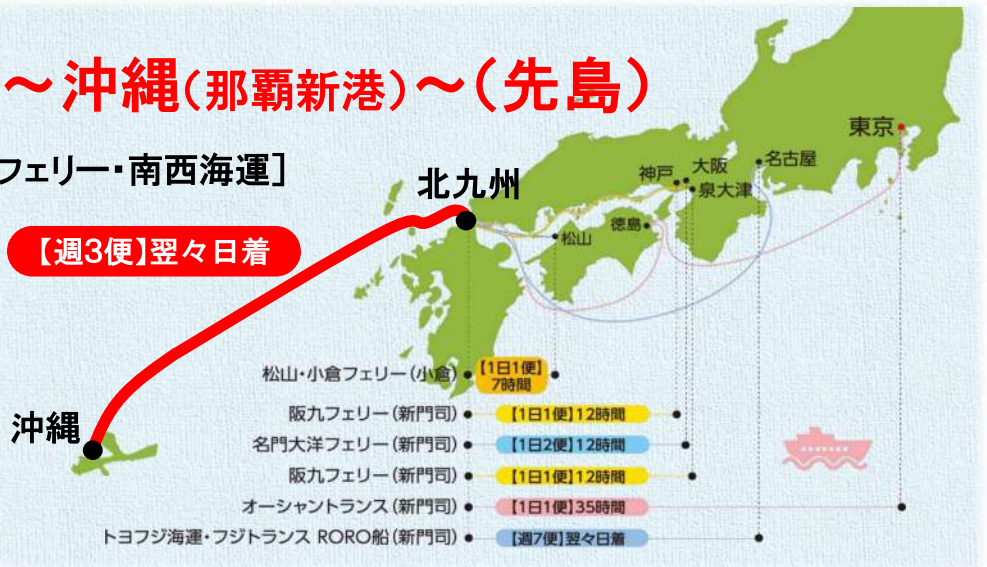 ～沖縄(那覇新港)～(先島)
フェリー・南西海運]
【週3便】翌々日着
北九州
沖縄
東京
名古屋
大阪
神戸
泉大津
徳島
松山
松山・小倉フェリー(小倉) 【1日1便】
7時間
阪九フェリー(新門司) 【1日1便】12時間
名門大洋フェリー(新門司) 【1日2便】12時間
阪九フェリー(新門司) 【1日1便】12時間
オーシャントランス(新門司) 【1日1便】35時間
トヨフジ海運・フジトランス RORO船(新門司) 【週7便】翌々日着